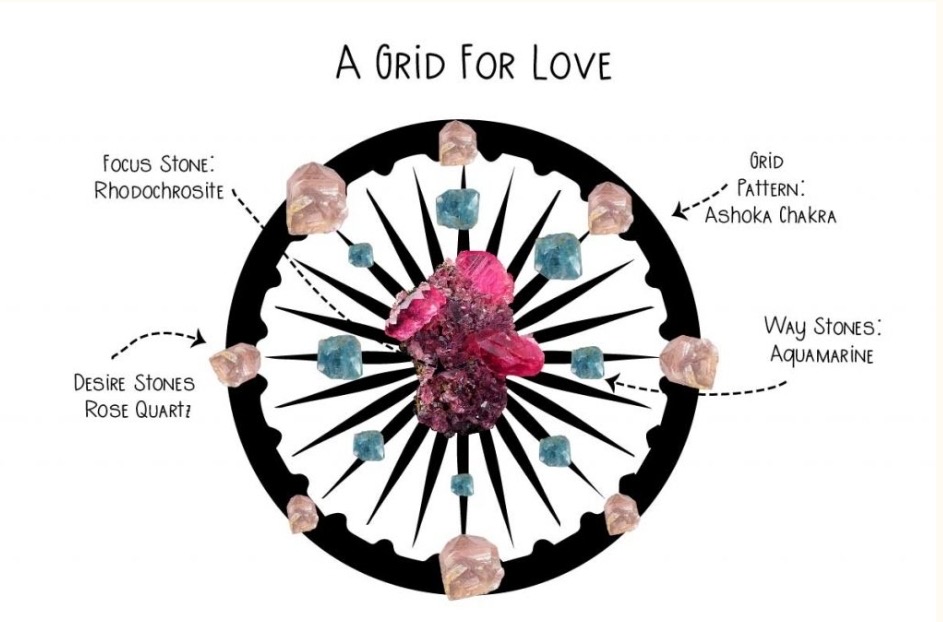 A Grid For Love
Focus Stone:
Rhodochrosite
Grid
Pattern:
Ashoka Chakra
Way Stones:
Aquamarine
Desire Stones
Rose Quartz